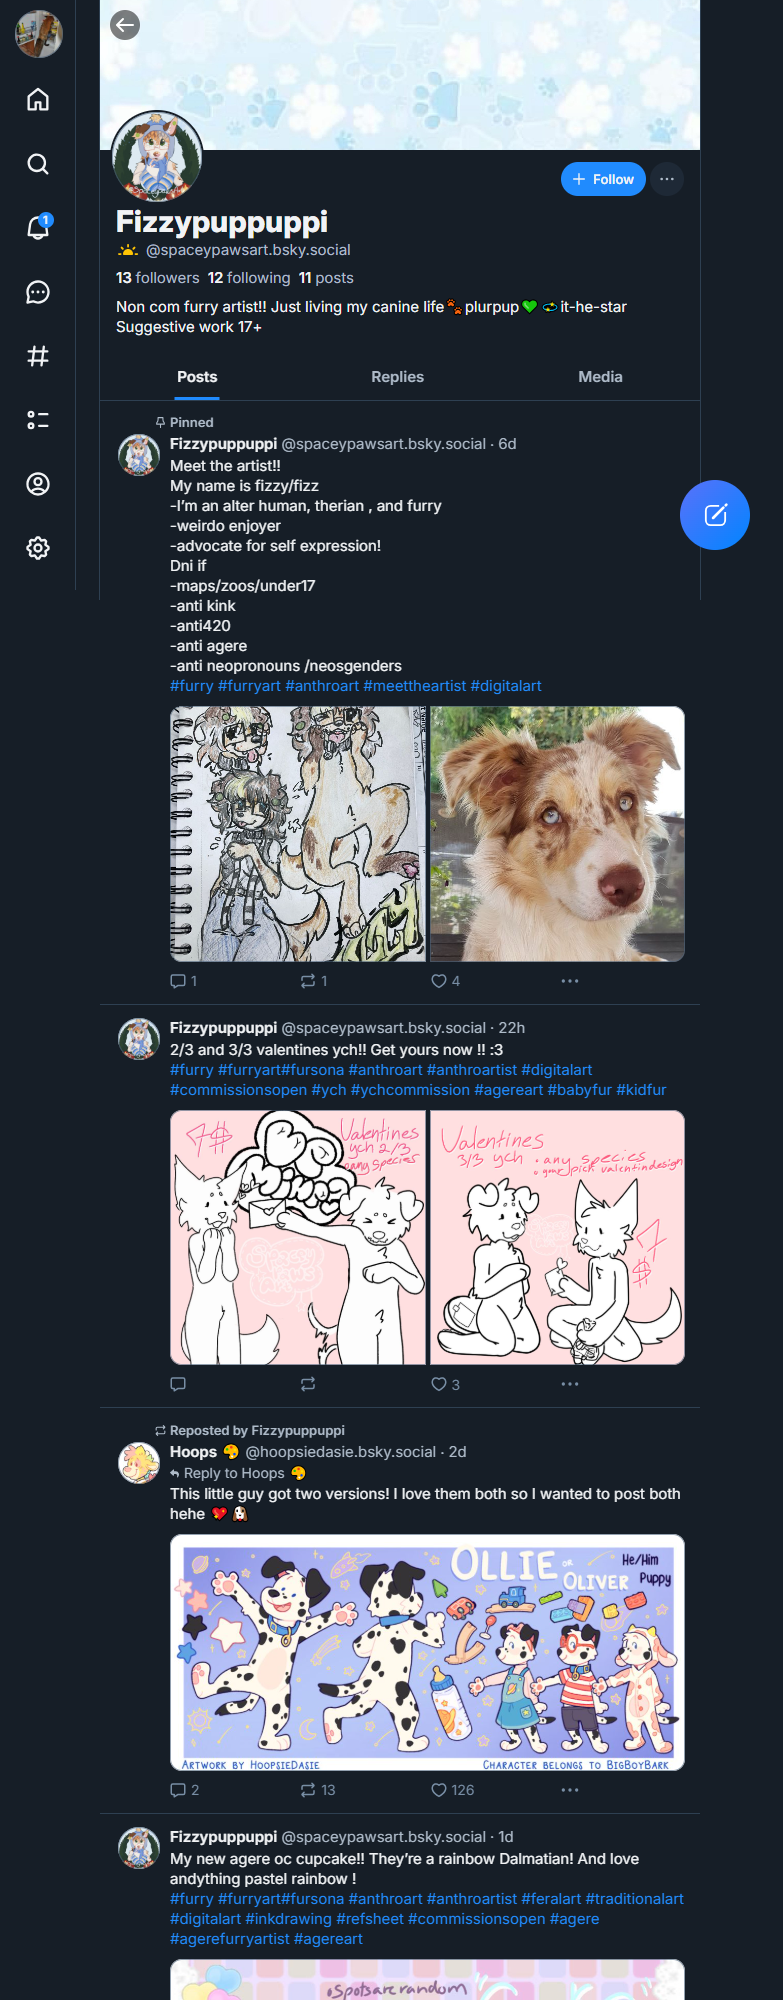 1
Follow
Fizzypuppuppi
@spaceypawsart.bsky.social
13 followers 12 following 11 posts
Non com furry artist!! Just living my canine life🐾plurpup💚 💫it-he-star
Suggestive work 17+
Posts
Replies
Media
Pinned
Fizzypuppuppi @spaceypawsart.bsky.social · 6d
Meet the artist!!
My name is fizzy/fizz
-I’m an alter human, therian , and furry
-weirdo enjoyer
-advocate for self expression!
Dni if
-maps/zoos/under17
-anti kink
-anti420
-anti agere
-anti neopronouns /neosgenders
#furry #furryart #anthroart #meettheartist #digitalart
1
1
4
Fizzypuppuppi @spaceypawsart.bsky.social · 22h
2/3 and 3/3 valentines ych!! Get yours now !! :3
#furry #furryart#fursona #anthroart #anthroartist #digitalart
#commissionsopen #ych #ychcommission #agereart #babyfur #kidfur
7$
Valentines
ych 2/3
any species
Valentines
3/3 ych
• any species
• your pick valentin design
7
$
3
Reposted by Fizzypuppuppi
Hoops 🎨 @hoopsiedasie.bsky.social · 2d
Reply to Hoops 🎨
This little guy got two versions! I love them both so I wanted to post both
hehe 💖 🐶
OLLIE OR
OLIVER
He/Him
Puppy
ARTWORK BY HOOPSIEDASIE
CHARACTER BELONGS TO BIGBOYBARK
2
13
126
Fizzypuppuppi @spaceypawsart.bsky.social · 1d
My new agere oc cupcake!! They’re a rainbow Dalmatian! And love
andything pastel rainbow !
#furry #furryart#fursona #anthroart #anthroartist #feralart #traditionalart
#digitalart #inkdrawing #refsheet #commissionsopen #agere
#agerefurryartist #agereart
•Spots are random